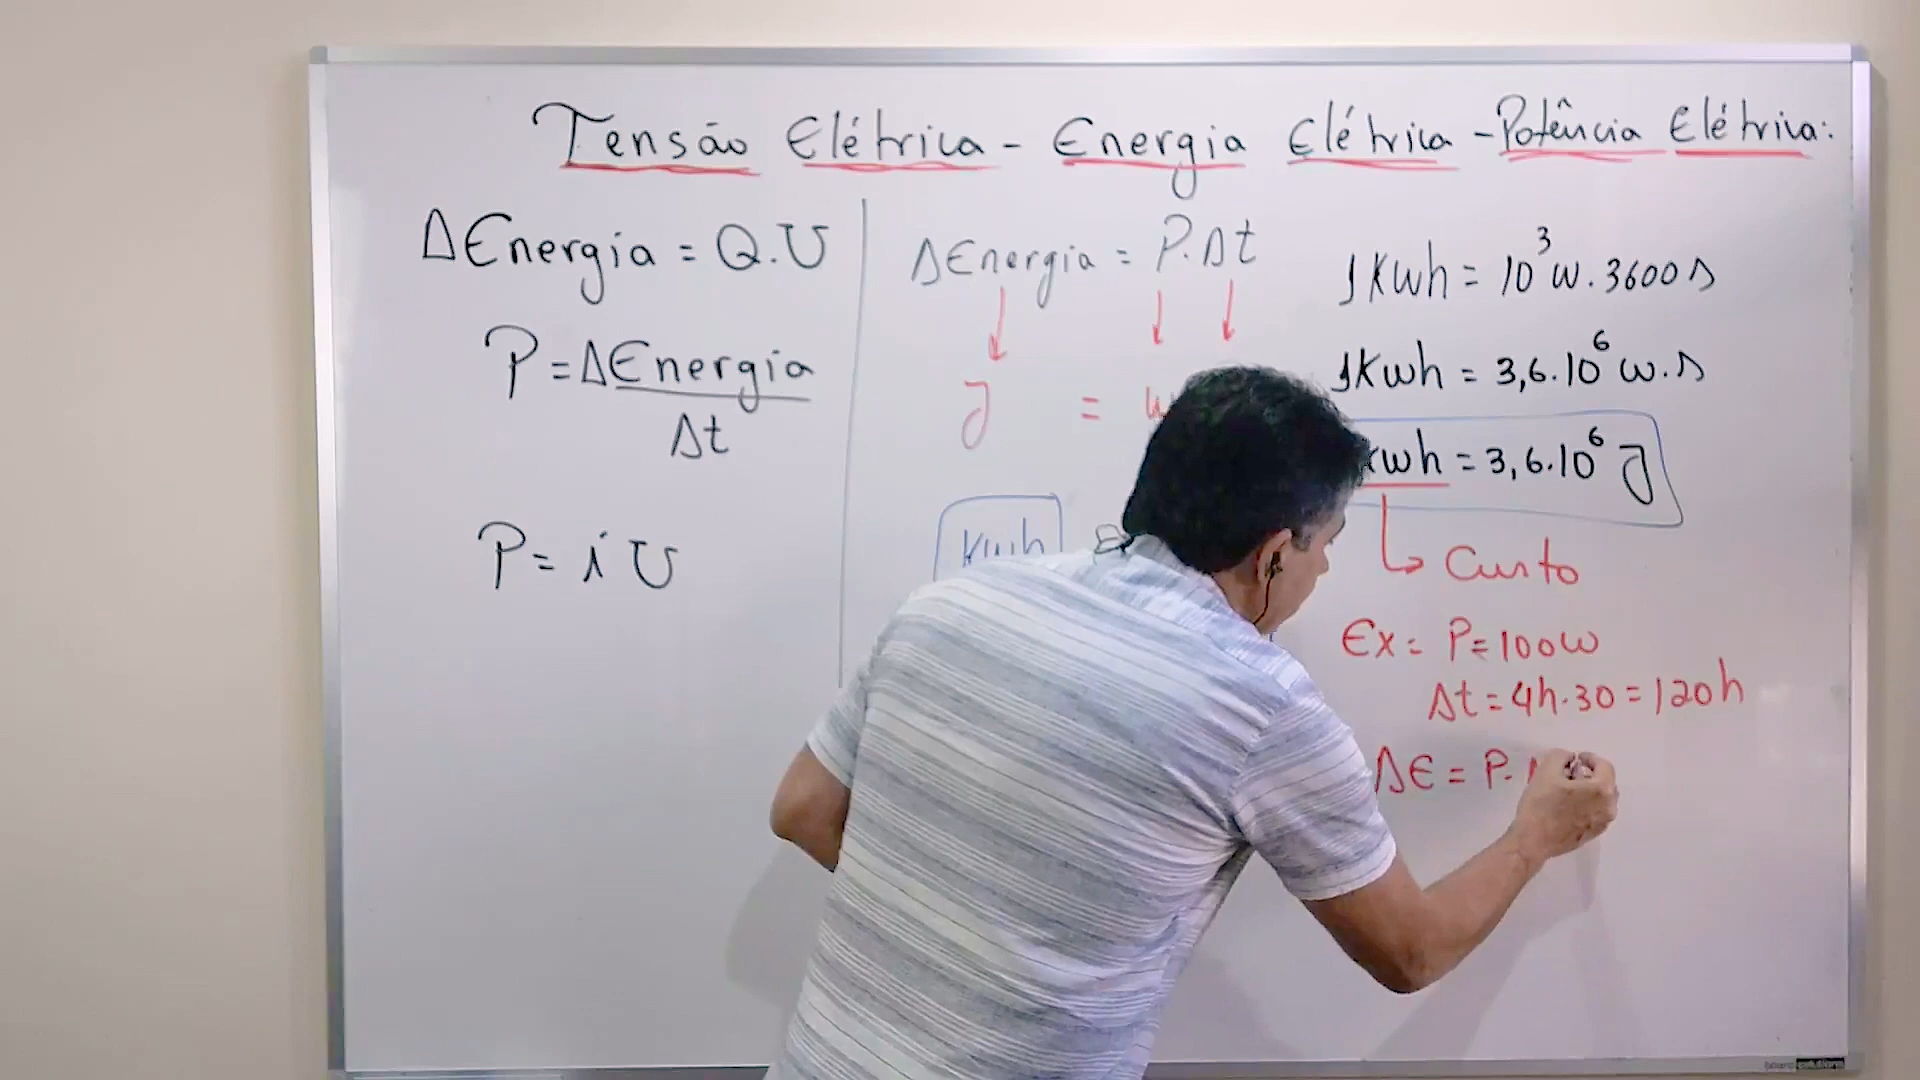 Tensão Elétrica - Energia Elétrica - Potência Elétrica:
ΔEnergia = Q.U
P = ΔEnergia
Δt
P = i U
ΔEnergia = P.Δt
J = w
Kwh
1Kwh = 10³ w . 3600 s
1Kwh = 3,6.10⁶ w.s
Kwh = 3,6.10⁶ J
Custo
Ex: P = 100w
Δt = 4h.30 = 120h
ΔE = P.